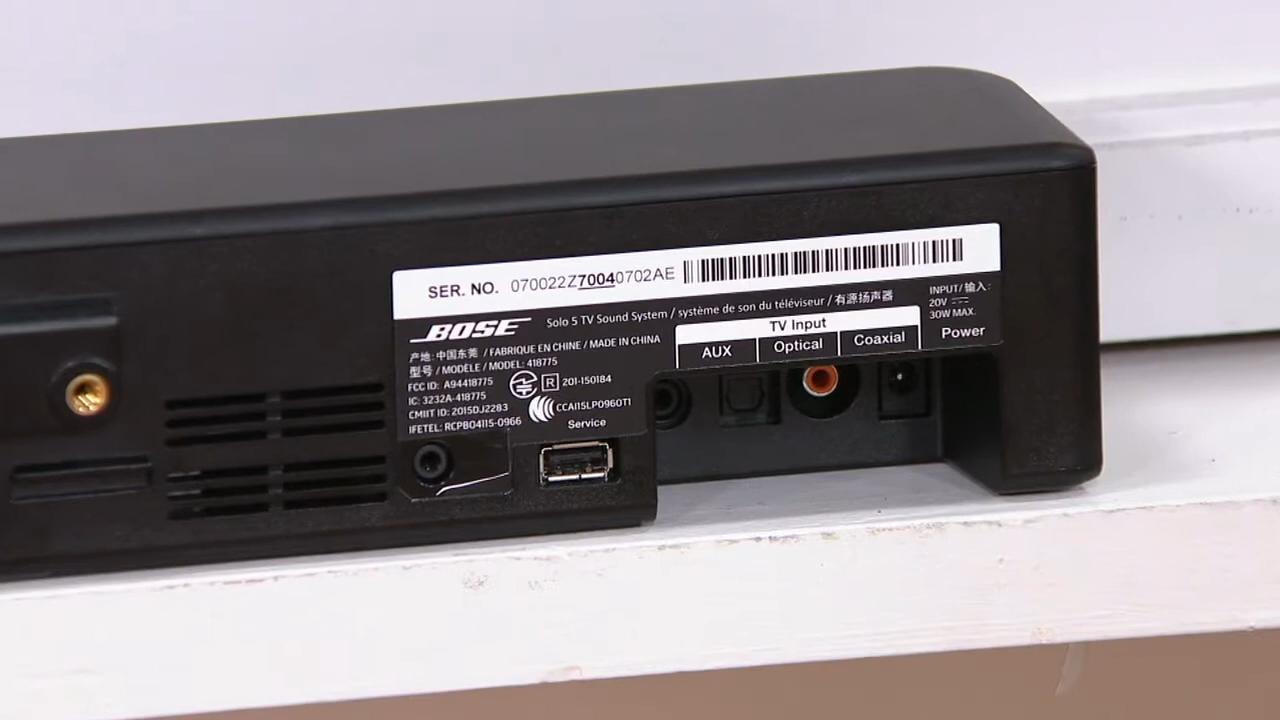 SER. NO. 070022Z70040702AE
BOSE Solo 5 TV Sound System / système de son du téléviseur / 有源扬声器
产地: 中国东莞 / FABRIQUE EN CHINE / MADE IN CHINA
型号 / MODÈLE / MODEL: 418775
FCC ID: A94418775
IC: 3232A-418775
CMIIT ID: 2015DJ2283
IFETEL: RCPBO4115-0966
R 201-150184
CCAI15LP0960T1
Service
TV Input
AUX Optical Coaxial
INPUT/输入:
20V
30W MAX.
Power